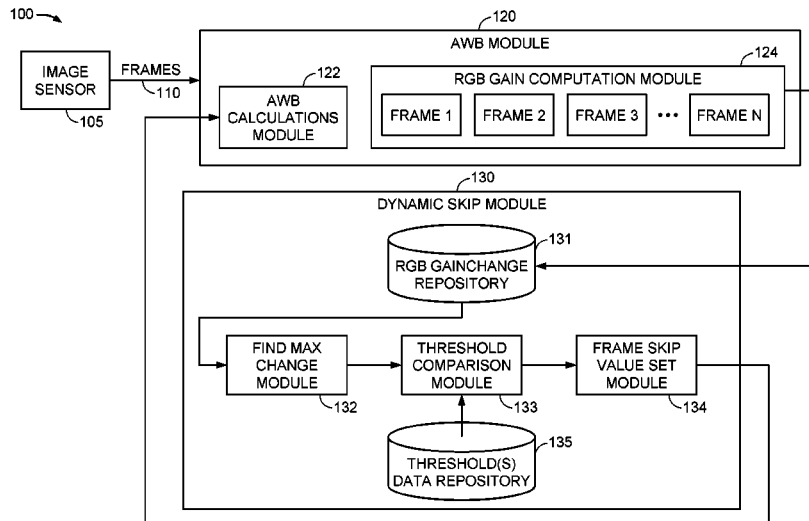 100
120
AWB MODULE
IMAGE
SENSOR
105
FRAMES
110
122
AWB
CALCULATIONS
MODULE
124
RGB GAIN COMPUTATION MODULE
FRAME 1
FRAME 2
FRAME 3
•••
FRAME N
130
DYNAMIC SKIP MODULE
131
RGB GAINCHANGE
REPOSITORY
FIND MAX
CHANGE
MODULE
132
THRESHOLD
COMPARISON
MODULE
133
FRAME SKIP
VALUE SET
MODULE
134
135
THRESHOLD(S)
DATA REPOSITORY